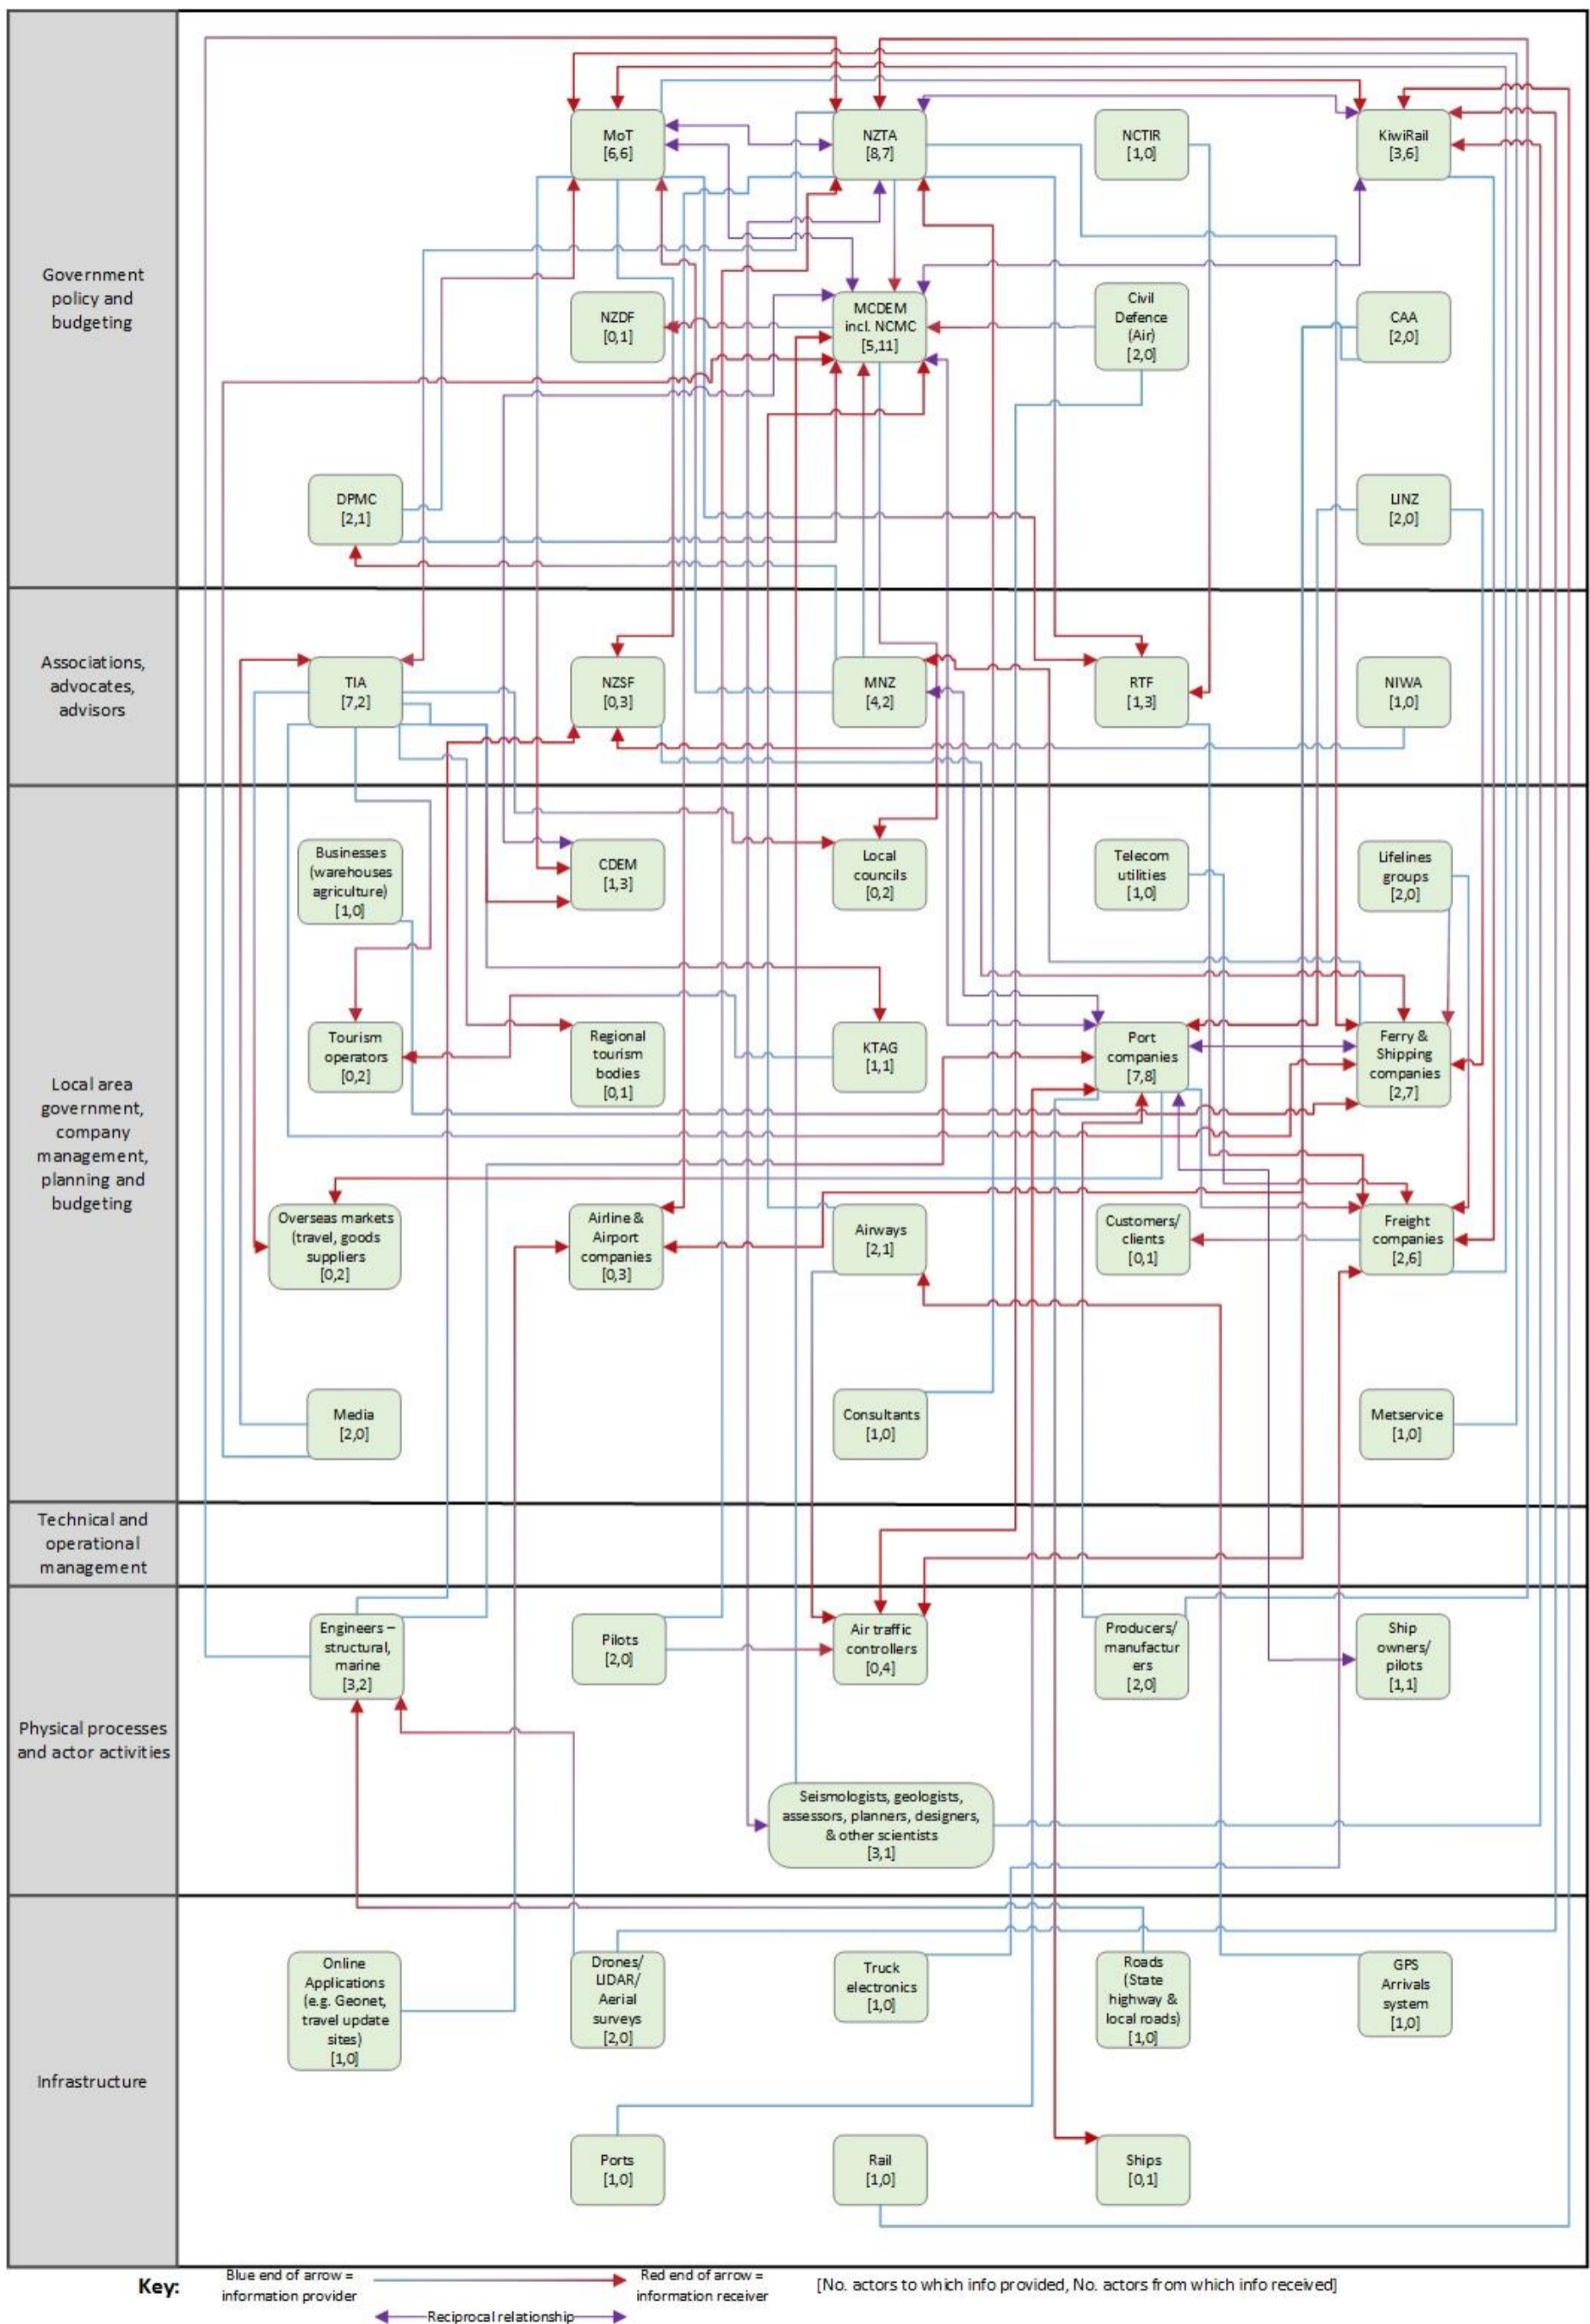 Government
policy and
budgeting
MoT
[6,6]
NZTA
[8,7]
NCTIR
[1,0]
KiwiRail
[3,6]
NZDF
[0,1]
MCDEM
incl. NCMC
[5,11]
Civil
Defence
(Air)
[2,0]
CAA
[2,0]
DPMC
[2,1]
LINZ
[2,0]
Associations,
advocates,
advisors
TIA
[7,2]
NZSF
[0,3]
MNZ
[4,2]
RTF
[1,3]
NIWA
[1,0]
Local area
government,
company
management,
planning and
budgeting
Businesses
(warehouses
agriculture)
[1,0]
CDEM
[1,3]
Local
councils
[0,2]
Telecom
utilities
[1,0]
Lifelines
groups
[2,0]
Tourism
operators
[0,2]
Regional
tourism
bodies
[0,1]
KTAG
[1,1]
Port
companies
[7,8]
Ferry &
Shipping
companies
[2,7]
Overseas markets
(travel, goods
suppliers
[0,2]
Airline &
Airport
companies
[0,3]
Airways
[2,1]
Customers/
clients
[0,1]
Freight
companies
[2,6]
Media
[2,0]
Consultants
[1,0]
Metservice
[1,0]
Technical and
operational
management
Physical processes
and actor activities
Engineers –
structural,
marine
[3,2]
Pilots
[2,0]
Air traffic
controllers
[0,4]
Producers/
manufactur
ers
[2,0]
Ship
owners/
pilots
[1,1]
Seismologists, geologists,
assessors, planners, designers,
& other scientists
[3,1]
Infrastructure
Online
Applications
(e.g. Geonet,
travel update
sites)
[1,0]
Drones/
LIDAR/
Aerial
surveys
[2,0]
Truck
electronics
[1,0]
Roads
(State
highway &
local roads)
[1,0]
GPS
Arrivals
system
[1,0]
Ports
[1,0]
Rail
[1,0]
Ships
[0,1]
Key:
Blue end of arrow =
information provider
Red end of arrow =
information receiver
[No. actors to which info provided, No. actors from which info received]
Reciprocal relationship